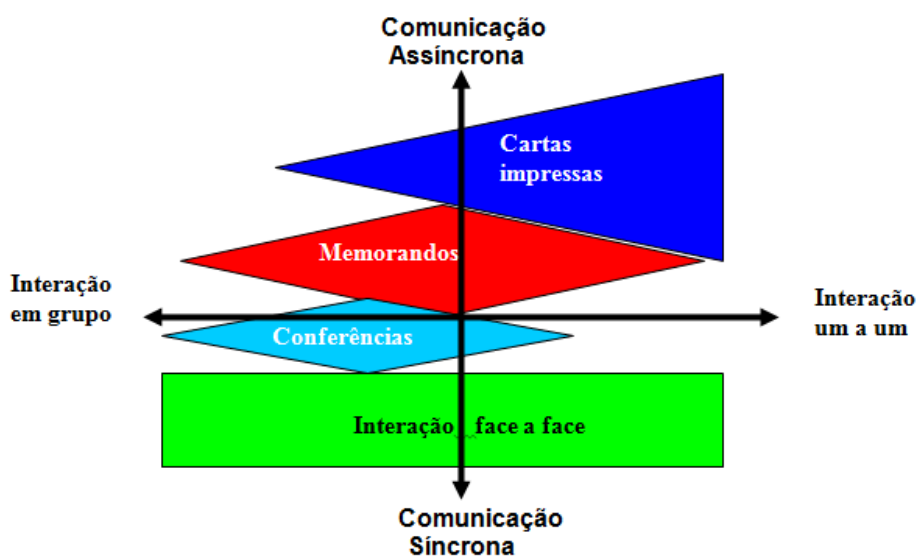 Comunicação
Assíncrona
Cartas
impressas
Memorandos
Interação
em grupo
Interação
um a um
Conferências
Interação face a face
Comunicação
Síncrona